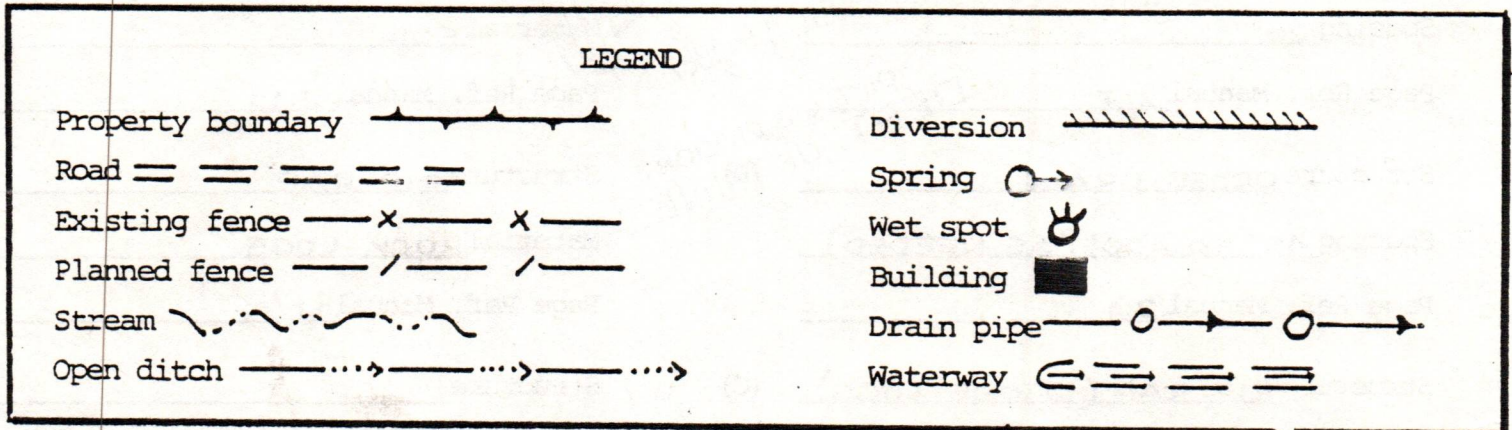 LEGEND
Property boundary
Road
Existing fence
Planned fence
Stream
Open ditch
Diversion
Spring
Wet spot
Building
Drain pipe
Waterway